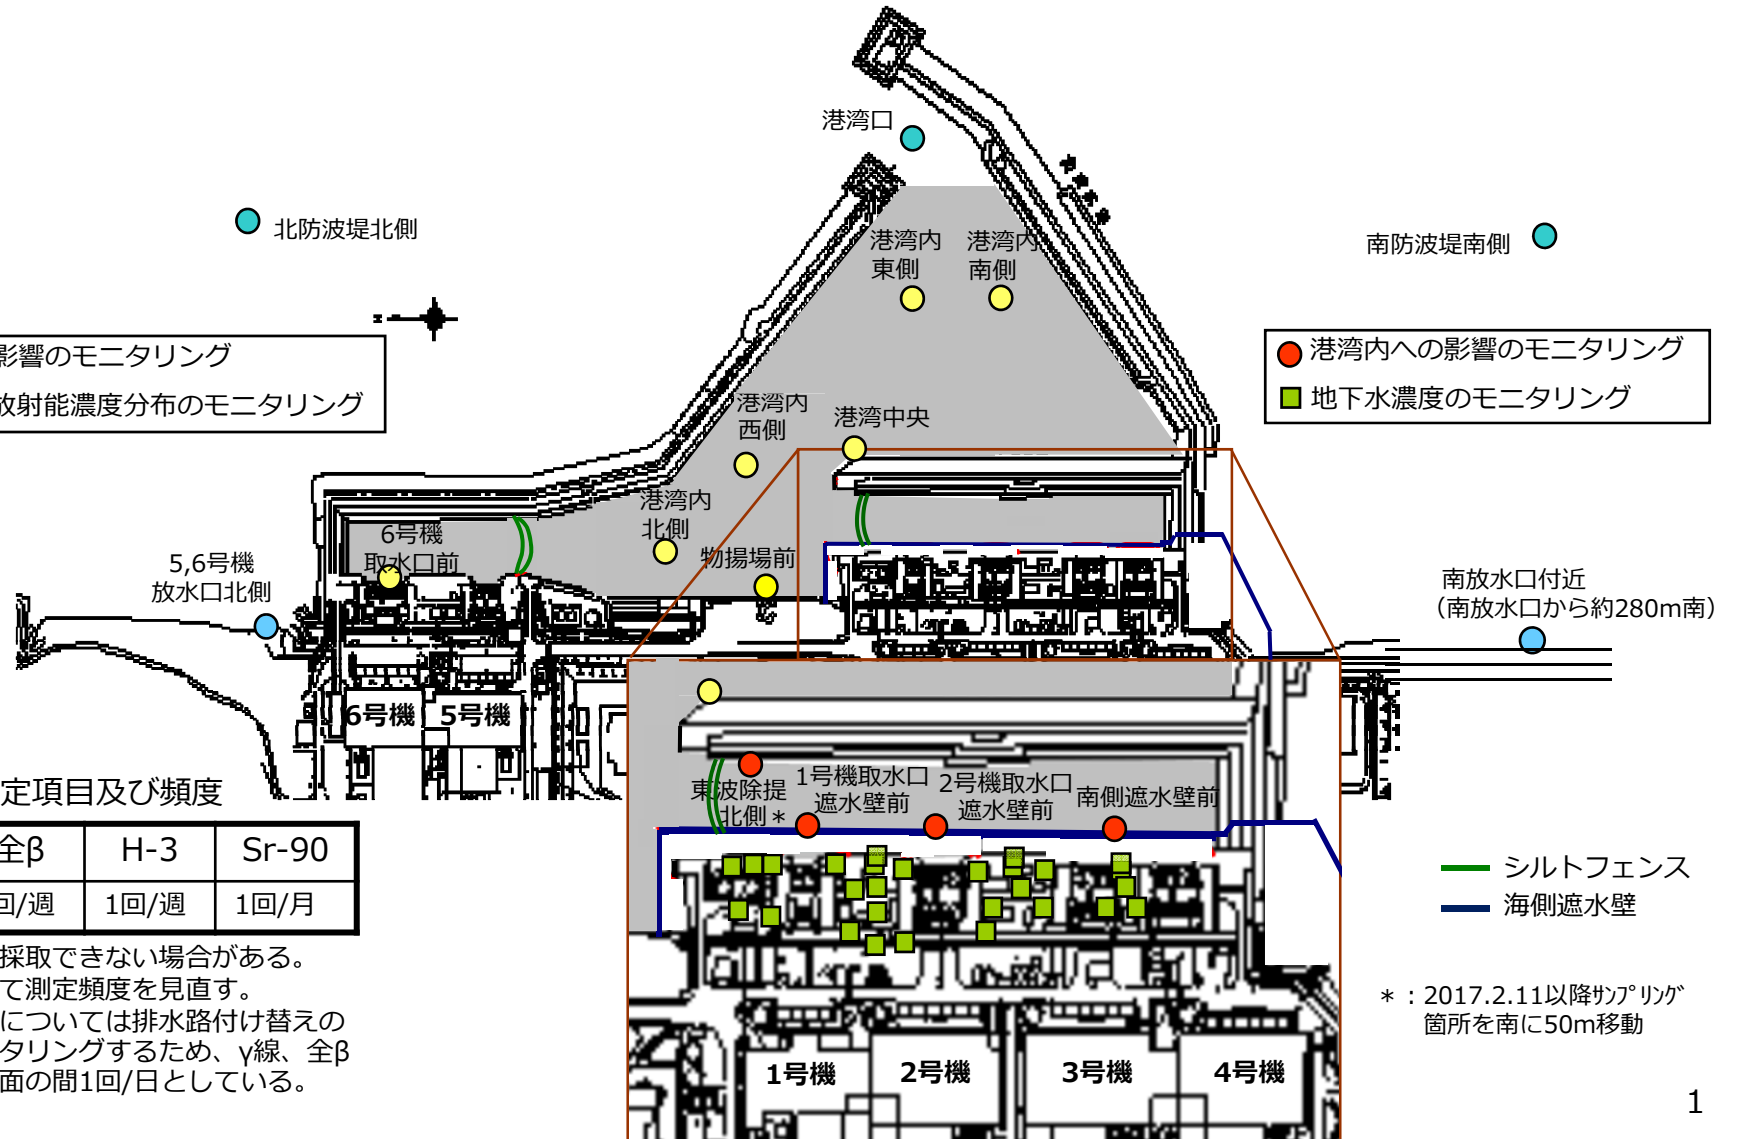 港湾口
北防波堤北側
港湾内
東側
港湾内
南側
南防波堤南側
影響のモニタリング
放射能濃度分布のモニタリング
港湾内への影響のモニタリング
地下水濃度のモニタリング
港湾内
西側
港湾中央
港湾内
北側
6号機
取水口前
物揚場前
5,6号機
放水口北側
南放水口付近
（南放水口から約280m南）
6号機
5号機
定項目及び頻度
全β
H-3
Sr-90
回/週
1回/週
1回/月
採取できない場合がある。
て測定頻度を見直す。
については排水路付け替えの
タリングするため、γ線、全β
面の間1回/日としている。
東波除提
北側＊
1号機取水口
遮水壁前
2号機取水口
遮水壁前
南側遮水壁前
1号機
2号機
3号機
4号機
シルトフェンス
海側遮水壁
＊：2017.2.11以降ｻﾝﾌﾟﾘﾝｸﾞ
箇所を南に50m移動
1